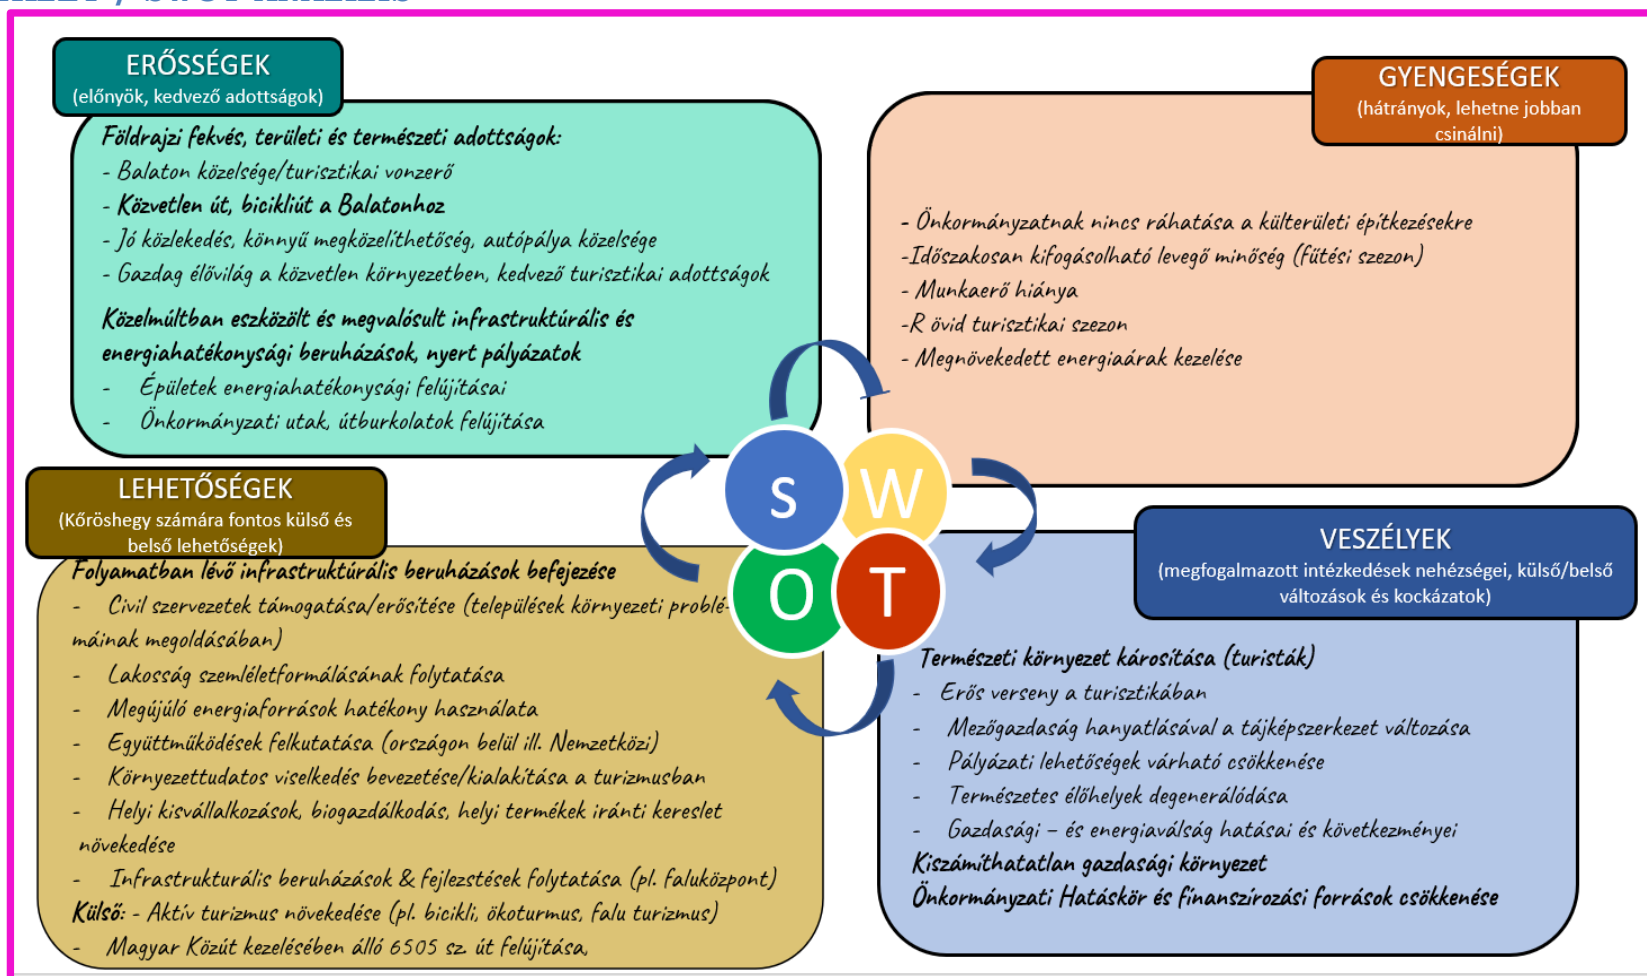 ERŐSSÉGEK
(előnyök, kedvező adottságok)
Földrajzi fekvés, területi és természeti adottságok:
- Balaton közelsége/turisztikai vonzerő
- Közvetlen út, bicikliút a Balatonhoz
- Jó közlekedés, könnyű megközelíthetőség, autópálya közelsége
- Gazdag élővilág a közvetlen környezetben, kedvező turisztikai adottságok
Közelmúltban eszközölt és megvalósult infrastruktúrális és
energiahatékonysági beruházások, nyert pályázatok
- Épületek energiahatékonysági felújításai
- Önkormányzati utak, útburkolatok felújítása
GYENGESÉGEK
(hátrányok, lehetne jobban
csinálni)
- Önkormányzatnak nincs ráhatása a külterületi építkezésekre
-Időszakosan kifogásolható levegő minőség (fűtési szezon)
- Munkaerő hiánya
-R övid turisztikai szezon
- Megnövekedett energiaárak kezelése
S W
O T
LEHETŐSÉGEK
(Kőröshegy számára fontos külső és
belső lehetőségek)
Folyamatban lévő infrastruktúrális beruházások befejezése
- Civil szervezetek támogatása/erősítése (települések környezeti problé-
máinak megoldásában)
- Lakosság szemléletformálásának folytatása
- Megújuló energiaforrások hatékony használata
- Együttműködések felkutatása (országon belül ill. Nemzetközi)
- Környezettudatos viselkedés bevezetése/kialakítása a turizmusban
- Helyi kisvállalkozások, biogazdálkodás, helyi termékek iránti kereslet
növekedése
- Infrastrukturális beruházások & fejlezstések folytatása (pl. faluközpont)
Külső: - Aktív turizmus növekedése (pl. bicikli, ökoturmus, falu turizmus)
- Magyar Közút kezelésében álló 6505 sz. út felújítása,
VESZÉLYEK
(megfogalmazott intézkedések nehézségei, külső/belső
változások és kockázatok)
Természeti környezet károsítása (turisták)
- Erős verseny a turisztikában
- Mezőgazdaság hanyatlásával a tájképszerkezet változása
- Pályázati lehetőségek várható csökkenése
- Természetes élőhelyek degenerálódása
- Gazdasági – és energiaválság hatásai és következményei
Kiszámíthatatlan gazdasági környezet
Önkormányzati Hatáskör és finanszírozási források csökkenése